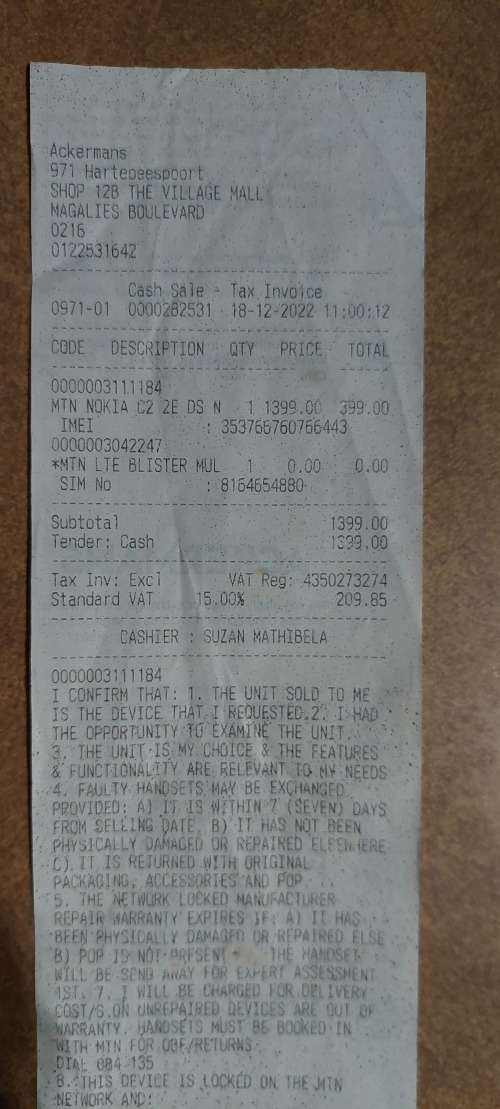 Ackermans
971 Hartebeespoort
SHOP 12B THE VILLAGE MALL
MAGALIES BOULEVARD
0216
0122531642
Cash Sale - Tax Invoice
0971-01 0000282531 18-12-2022 11:00:12
CODE DESCRIPTION QTY PRICE TOTAL
0000003111184
MTN NOKIA C2 2E DS N 1 1399.00 399.00
IMEI : 353766760766443
0000003042247
*MTN LTE BLISTER MUL 1 0.00 0.00
SIM No : 8164654880
Subtotal 1399.00
Tender: Cash 1399.00
Tax Inv: Excl VAT Reg: 4350273274
Standard VAT 15.00% 209.85
CASHIER : SUZAN MATHIBELA
0000003111184
I CONFIRM THAT: 1. THE UNIT SOLD TO ME
IS THE DEVICE THAT I REQUESTED.2. I HAD
THE OPPORTUNITY TO EXAMINE THE UNIT.
3. THE UNIT IS MY CHOICE & THE FEATURES
& FUNCTIONALITY ARE RELEVANT TO MY NEEDS
4. FAULTY HANDSETS MAY BE EXCHANGED
PROVIDED: A) IT IS WITHIN 7 (SEVEN) DAYS
FROM SELLING DATE. B) IT HAS NOT BEEN
PHYSICALLY DAMAGED OR REPAIRED ELSEWHERE
C) IT IS RETURNED WITH ORIGINAL
PACKAGING, ACCESSORIES AND POP
5. THE NETWORK LOCKED MANUFACTURER
REPAIR WARRANTY EXPIRES IF: A) IT HAS
BEEN PHYSICALLY DAMAGED OR REPAIRED ELSE
B) POP IS NOT PRESENT THE HANDSET
WILL BE SEND AWAY FOR EXPERT ASSESSMENT
1ST. 7. I WILL BE CHARGED FOR DELIVERY
COST/S.ON UNREPAIRED DEVICES ARE OUT OF
WARRANTY. HANDSETS MUST BE BOOKED IN
WITH MTN FOR OBF/RETURNS
DIAL 084 135
8. THIS DEVICE IS LOCKED ON THE MTN
NETWORK AND: